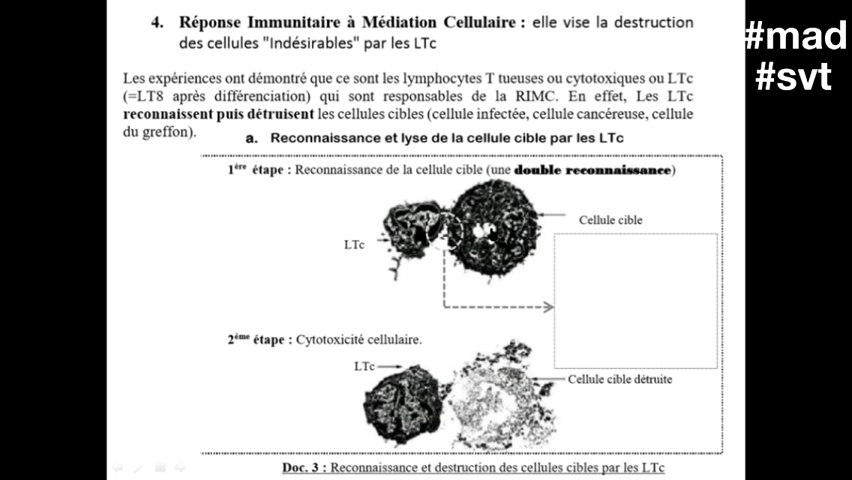 4. Réponse Immunitaire à Médiation Cellulaire : elle vise la destruction
des cellules "Indésirables" par les LTc
#mad
#svt
Les expériences ont démontré que ce sont les lymphocytes T tueuses ou cytotoxiques ou LTc
(=LT8 après différenciation) qui sont responsables de la RIMC. En effet, Les LTc
reconnaissent puis détruisent les cellules cibles (cellule infectée, cellule cancéreuse, cellule
du greffon).
a. Reconnaissance et lyse de la cellule cible par les LTc
1ère étape : Reconnaissance de la cellule cible (une double reconnaissance)
Cellule cible
LTc
2ème étape : Cytotoxicité cellulaire.
LTc
Cellule cible détruite
Doc. 3 : Reconnaissance et destruction des cellules cibles par les LTc